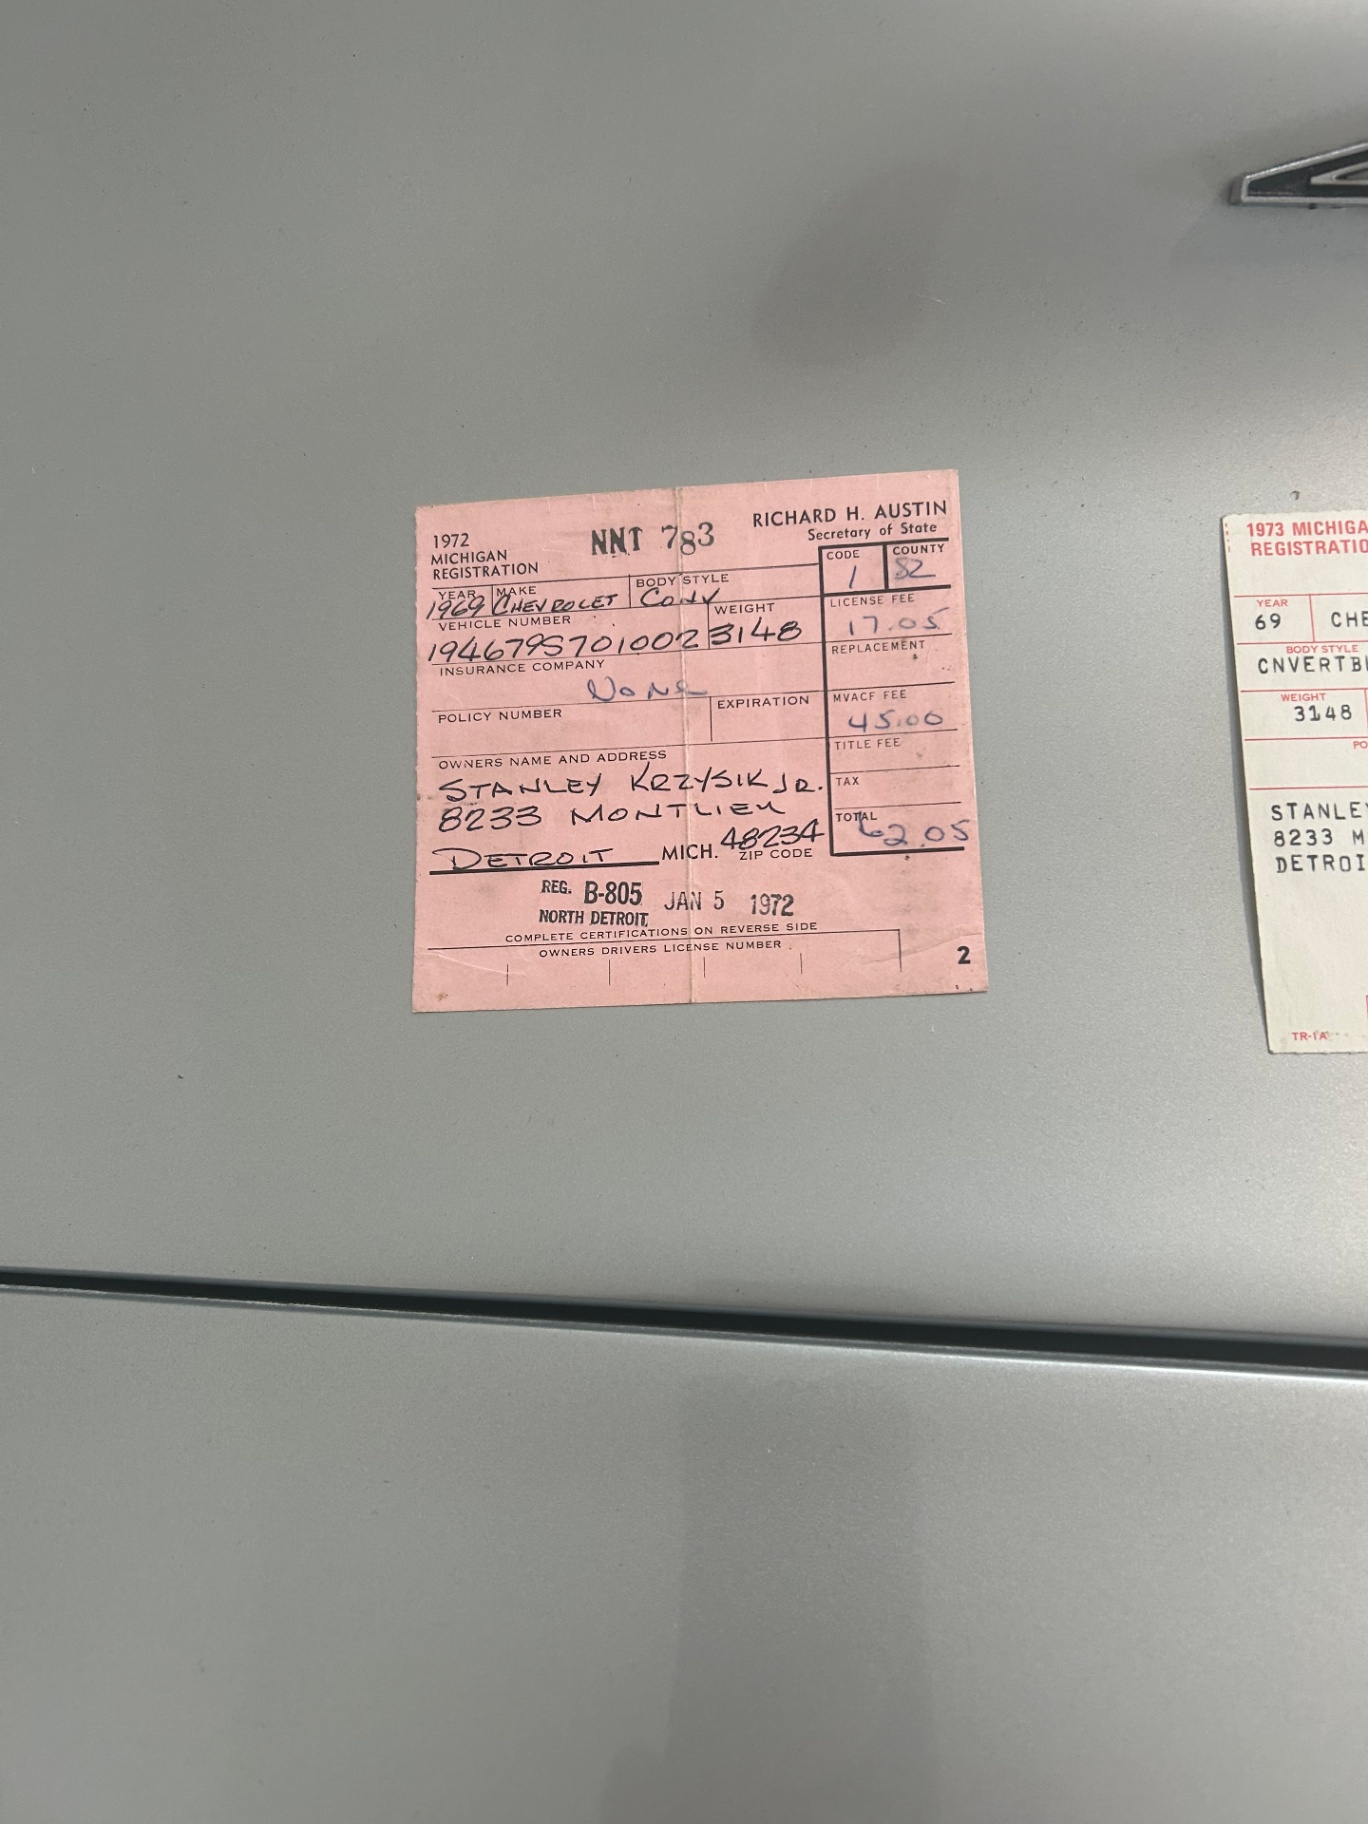 1972
MICHIGAN
REGISTRATION
NNT 783
RICHARD H. AUSTIN
Secretary of State
CODE COUNTY
1 82
YEAR MAKE BODY STYLE
1969 CHEVROLET CONV
VEHICLE NUMBER WEIGHT
194679S701002 3148
INSURANCE COMPANY
NONE
POLICY NUMBER EXPIRATION
OWNERS NAME AND ADDRESS
STANLEY KRZYSIK JR.
8233 MONTLIEU
DETROIT MICH. 48234
ZIP CODE
LICENSE FEE
17.05
REPLACEMENT
MVACF FEE
45.00
TITLE FEE
TAX
TOTAL
62.05
REG. B-805 JAN 5 1972
NORTH DETROIT,
COMPLETE CERTIFICATIONS ON REVERSE SIDE
OWNERS DRIVERS LICENSE NUMBER
2
1973 MICHIGA
REGISTRATIO
YEAR
69 CHE
BODY STYLE
CNVERTB
WEIGHT
3148
PO
STANLEY
8233 M
DETROI
TR-1A